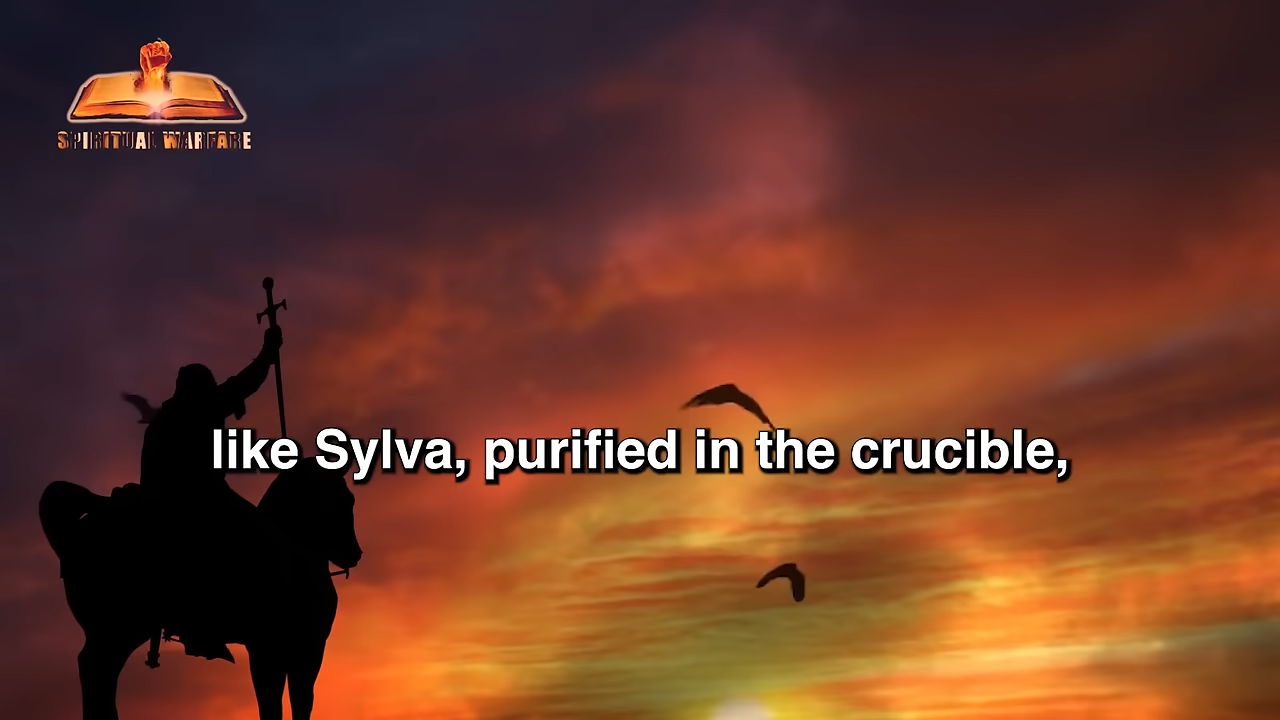 SPIRITUAL WARFARE
like Sylva, purified in the crucible,